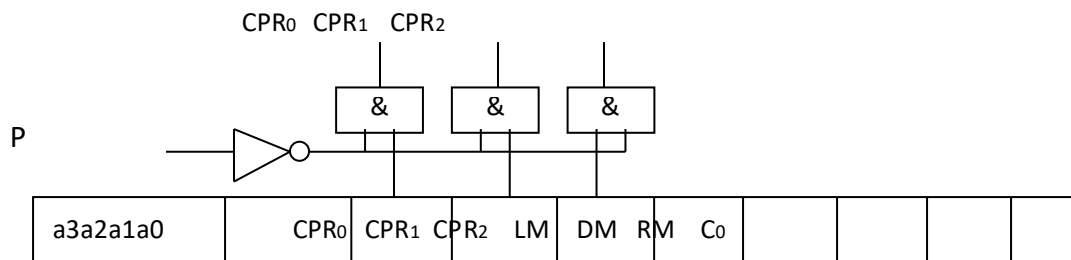 CPR₀ CPR₁ CPR₂
& & &
P
a3a2a1a0 CPR₀ CPR₁ CPR₂ LM DM RM C₀